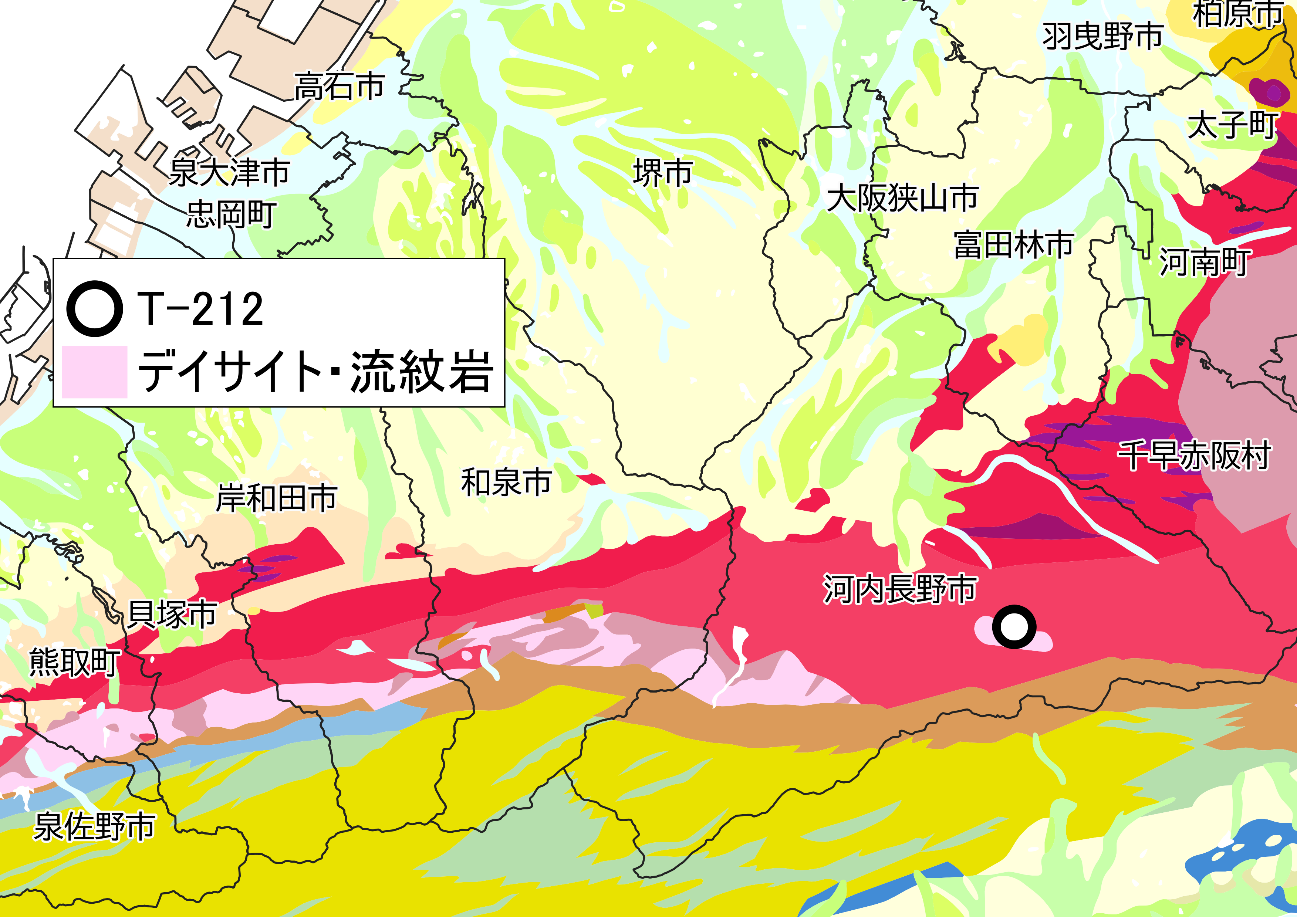 柏原市
羽曳野市
高石市
太子町
泉大津市
堺市
大阪狭山市
忠岡町
富田林市
河南町
T-212
デイサイト・流紋岩
千早赤阪村
和泉市
岸和田市
河内長野市
貝塚市
熊取町
泉佐野市